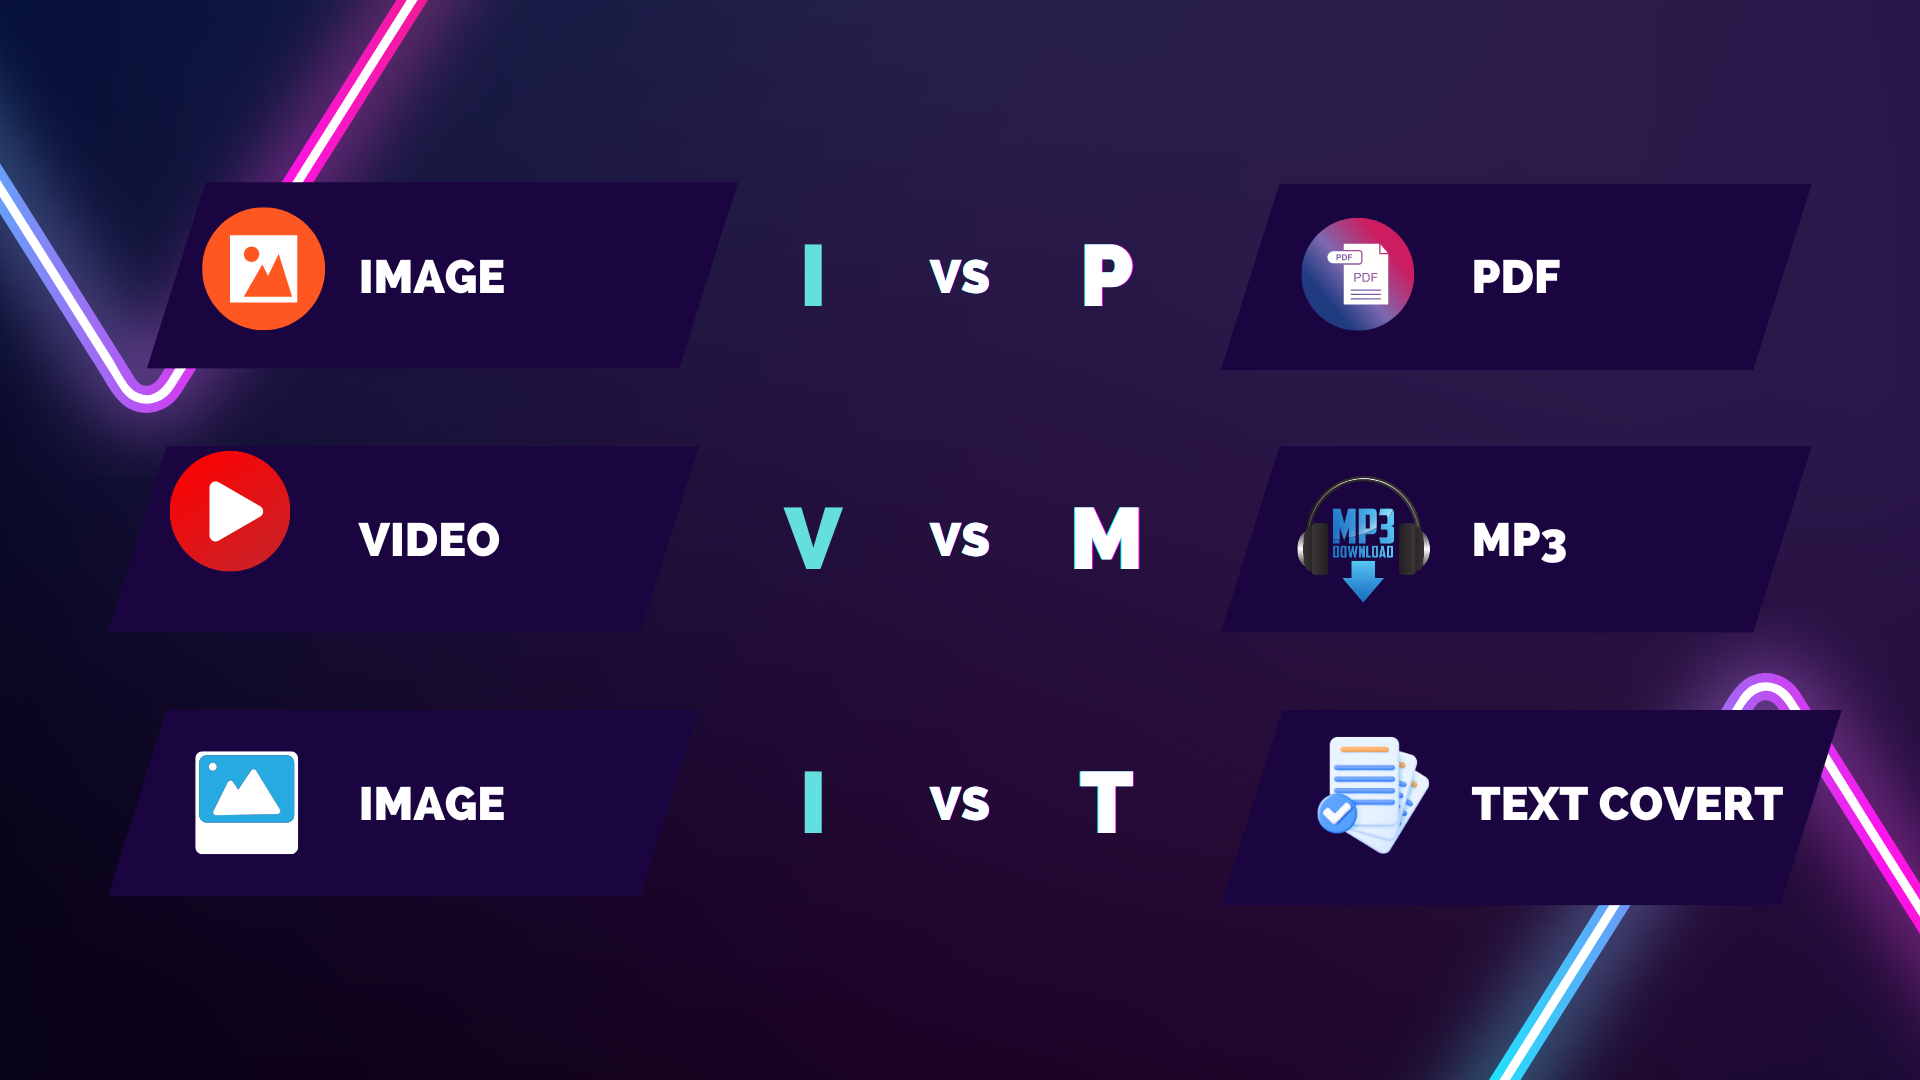 IMAGE I VS P PDF PDF PDF
VIDEO V VS M MP3 DOWNLOAD MP3
IMAGE I VS T TEXT COVERT